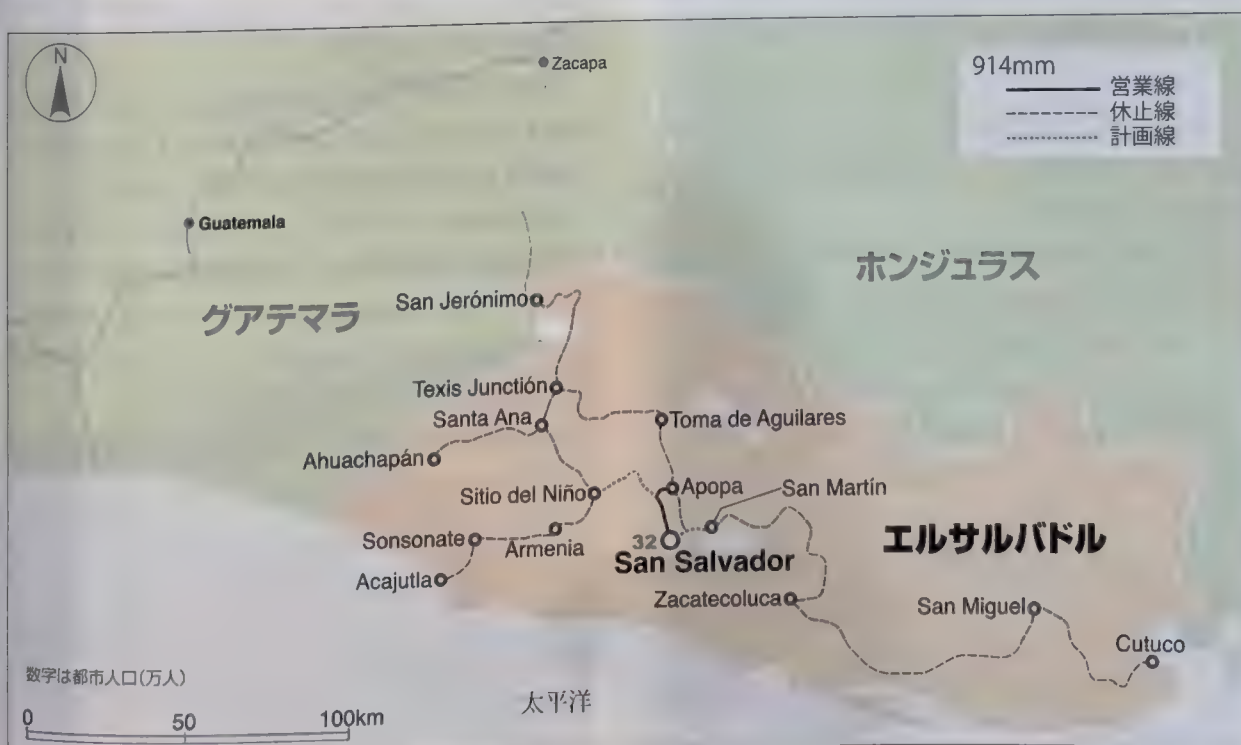 N
Zacapa
914mm
営業線
休止線
計画線
Guatemala
ホンジュラス
グアテマラ
San Jerónimo
Texis Junctión
Santa Ana
Toma de Aguilares
Ahuachapán
Sitio del Niño
Apopa
San Martín
Sonsonate
Armenia
32
San Salvador
エルサルバドル
Acajutla
Zacatecoluca
San Miguel
Cutuco
数字は都市人口(万人)
太平洋
0 50 100km